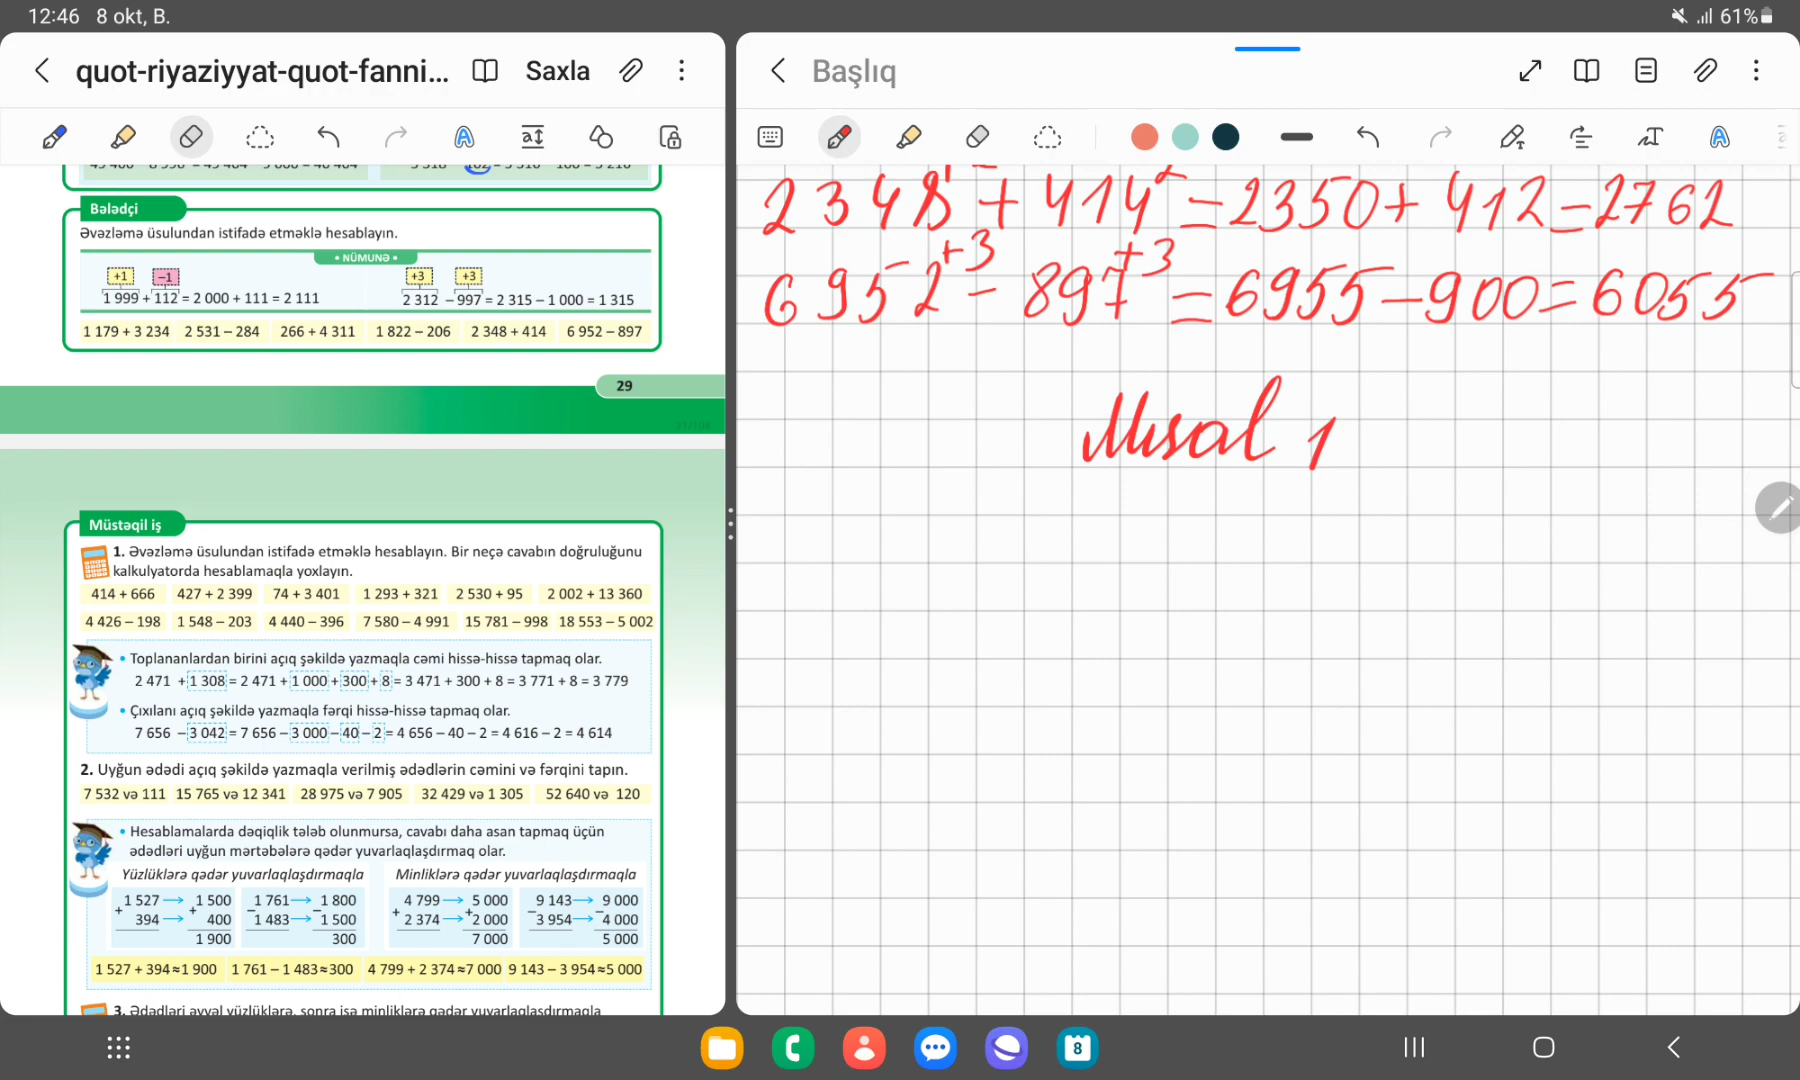 12:46 8 okt, B.
61%
quot-riyaziyyat-quot-fanni... Saxla
Başlıq
Bələdçi
Əvəzləmə üsulundan istifadə etməklə hesablayın.
• NÜMUNƏ •
+1 −1 +3 +3
1 999 + 112 = 2 000 + 111 = 2 111 2 312 − 997 = 2 315 − 1 000 = 1 315
1 179 + 3 234 2 531 − 284 266 + 4 311 1 822 − 206 2 348 + 414 6 952 − 897
29
Müstəqil iş
1. Əvəzləmə üsulundan istifadə etməklə hesablayın. Bir neçə cavabın doğruluğunu
kalkulyatorda hesablamaqla yoxlayın.
414 + 666 427 + 2 399 74 + 3 401 1 293 + 321 2 530 + 95 2 002 + 13 360
4 426 − 198 1 548 − 203 4 440 − 396 7 580 − 4 991 15 781 − 998 18 553 − 5 002
• Toplananlardan birini açıq şəkildə yazmaqla cəmi hissə-hissə tapmaq olar.
2 471 + 1 308 = 2 471 + 1 000 + 300 + 8 = 3 471 + 300 + 8 = 3 771 + 8 = 3 779
• Çıxılanı açıq şəkildə yazmaqla fərqi hissə-hissə tapmaq olar.
7 656 − 3 042 = 7 656 − 3 000 − 40 − 2 = 4 656 − 40 − 2 = 4 616 − 2 = 4 614
2. Uyğun ədədi açıq şəkildə yazmaqla verilmiş ədədlərin cəmini və fərqini tapın.
7 532 və 111 15 765 və 12 341 28 975 və 7 905 32 429 və 1 305 52 640 və 120
• Hesablamalarda dəqiqlik tələb olunmursa, cavabı daha asan tapmaq üçün
ədədləri uyğun mərtəbələrə qədər yuvarlaqlaşdırmaq olar.
Yüzlüklərə qədər yuvarlaqlaşdırmaqla Minliklərə qədər yuvarlaqlaşdırmaqla
1 527 → 1 500 1 761 → 1 800 4 799 → 5 000 9 143 → 9 000
+ 394 → + 400 − 1 483 → − 1 500 + 2 374 → + 2 000 − 3 954 → − 4 000
1 900 300 7 000 5 000
1 527 + 394 ≈ 1 900 1 761 − 1 483 ≈ 300 4 799 + 2 374 ≈ 7 000 9 143 − 3 954 ≈ 5 000
3. Ədədləri əvvəl yüzlüklərə, sonra isə minliklərə qədər yuvarlaqlaşdırmaqla
2348 + 414 = 2350 + 412 = 2762
+3 +3
6952 − 897 = 6955 − 900 = 6055
Misal 1
8